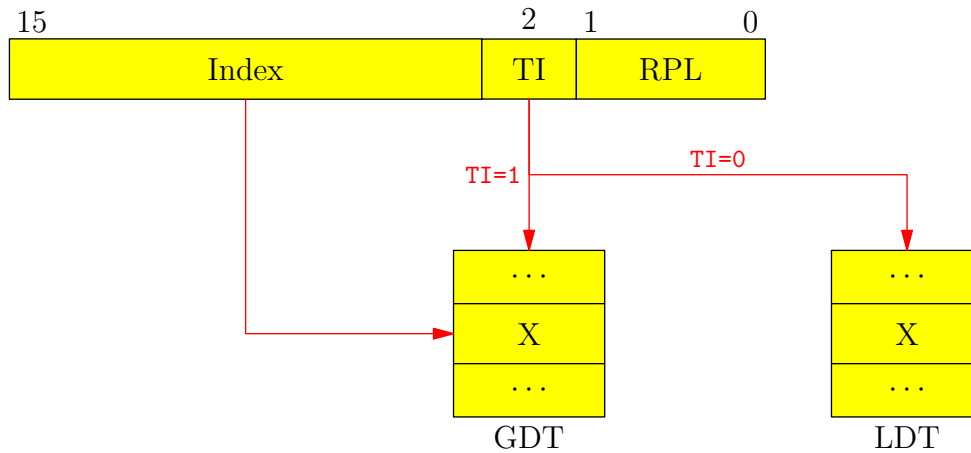 15 2 1 0
Index TI RPL
TI=0
TI=1
··· ···
X X
··· ···
GDT LDT